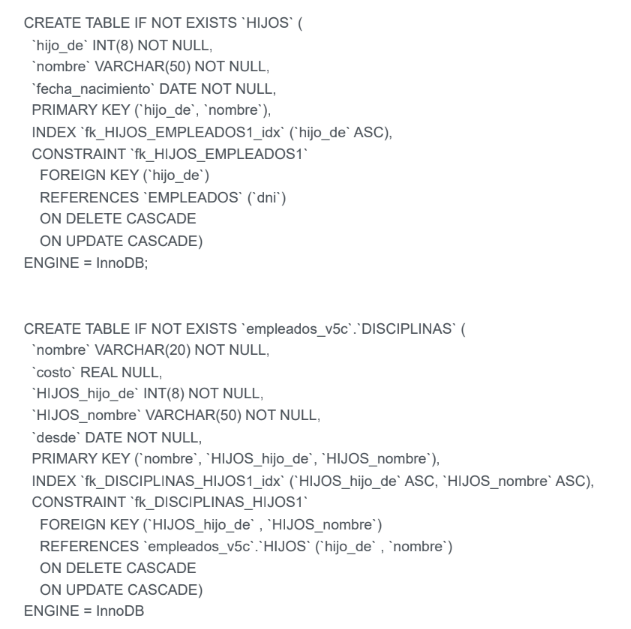 CREATE TABLE IF NOT EXISTS `HIJOS` (
`hijo_de` INT(8) NOT NULL,
`nombre` VARCHAR(50) NOT NULL,
`fecha_nacimiento` DATE NOT NULL,
PRIMARY KEY (`hijo_de`, `nombre`),
INDEX `fk_HIJOS_EMPLEADOS1_idx` (`hijo_de` ASC),
CONSTRAINT `fk_HIJOS_EMPLEADOS1`
FOREIGN KEY (`hijo_de`)
REFERENCES `EMPLEADOS` (`dni`)
ON DELETE CASCADE
ON UPDATE CASCADE)
ENGINE = InnoDB;
CREATE TABLE IF NOT EXISTS `empleados_v5c`.`DISCIPLINAS` (
`nombre` VARCHAR(20) NOT NULL,
`costo` REAL NULL,
`HIJOS_hijo_de` INT(8) NOT NULL,
`HIJOS_nombre` VARCHAR(50) NOT NULL,
`desde` DATE NOT NULL,
PRIMARY KEY (`nombre`, `HIJOS_hijo_de`, `HIJOS_nombre`),
INDEX `fk_DISCIPLINAS_HIJOS1_idx` (`HIJOS_hijo_de` ASC, `HIJOS_nombre` ASC),
CONSTRAINT `fk_DISCIPLINAS_HIJOS1`
FOREIGN KEY (`HIJOS_hijo_de` , `HIJOS_nombre`)
REFERENCES `empleados_v5c`.`HIJOS` (`hijo_de` , `nombre`)
ON DELETE CASCADE
ON UPDATE CASCADE)
ENGINE = InnoDB